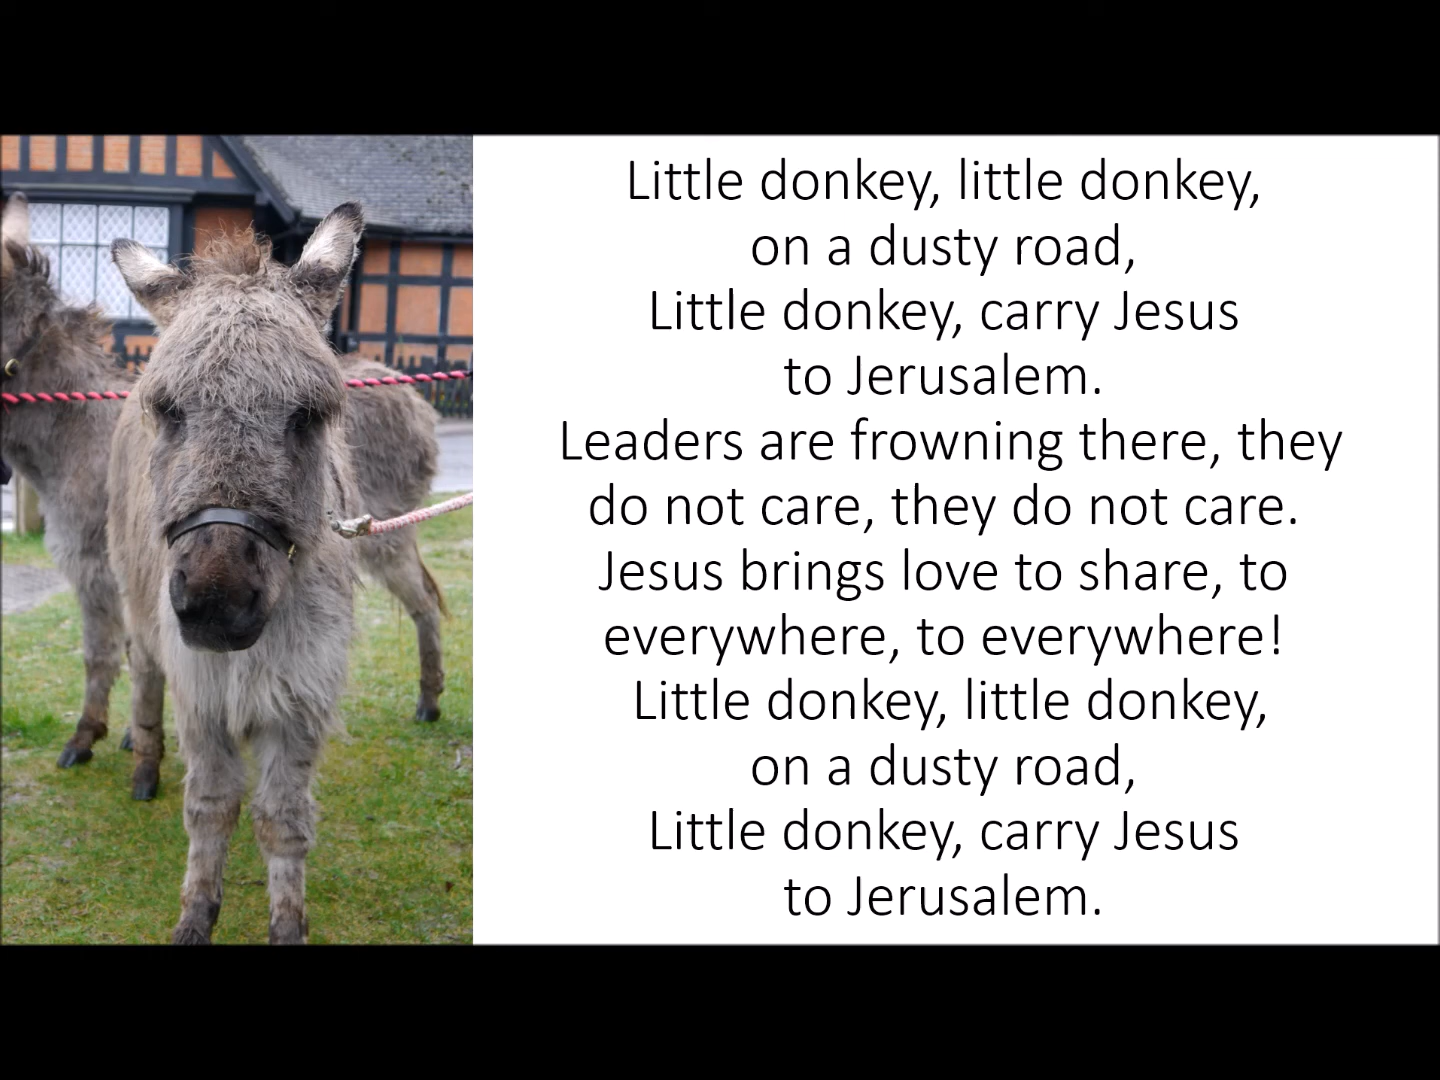 Little donkey, little donkey,
on a dusty road,
Little donkey, carry Jesus
to Jerusalem.
Leaders are frowning there, they
do not care, they do not care.
Jesus brings love to share, to
everywhere, to everywhere!
Little donkey, little donkey,
on a dusty road,
Little donkey, carry Jesus
to Jerusalem.